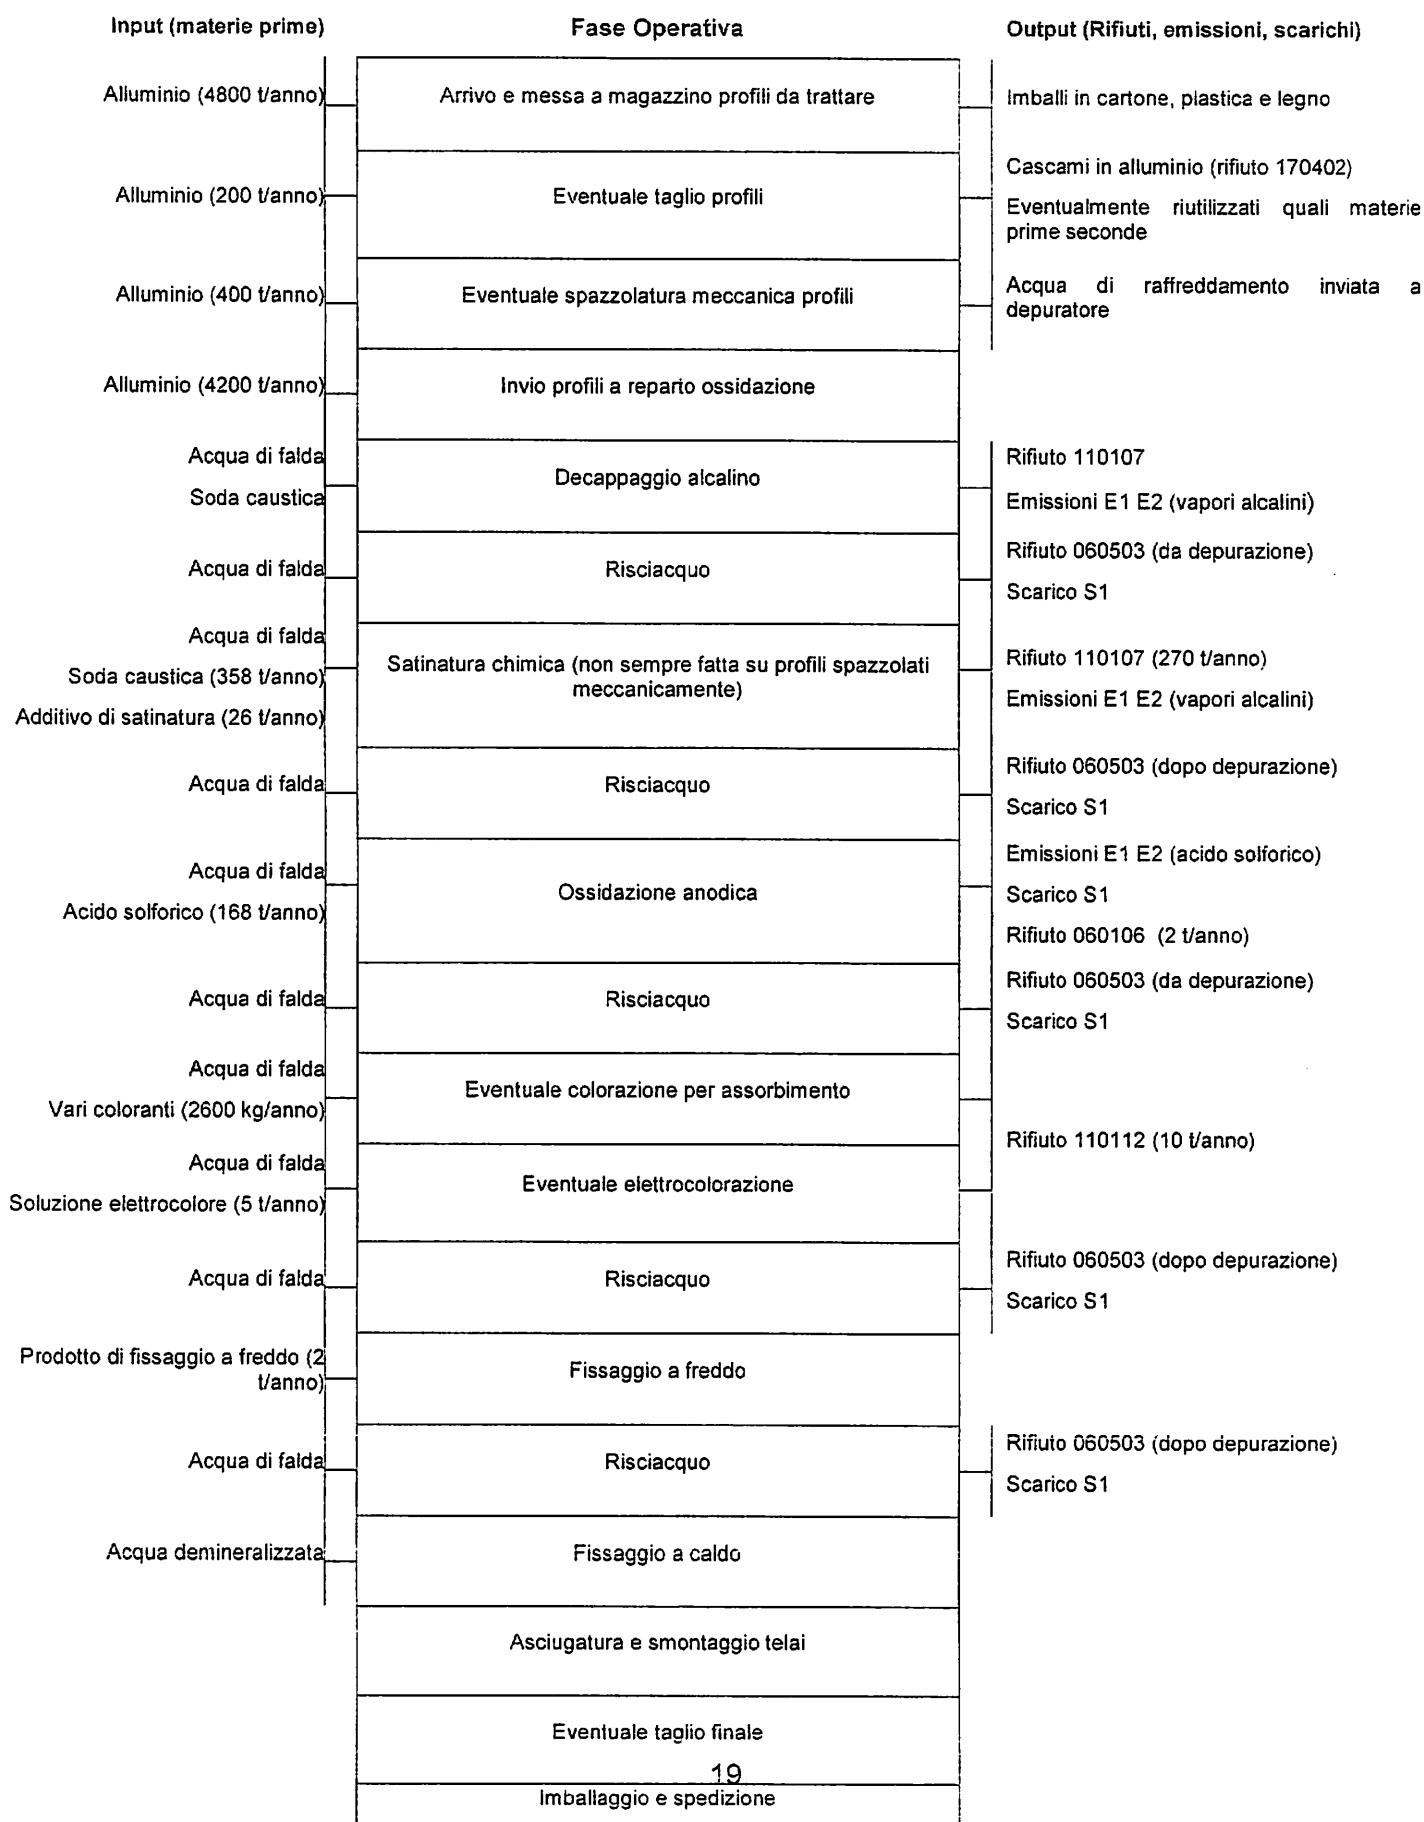 Input (materie prime)
Fase Operativa
Output (Rifiuti, emissioni, scarichi)
Alluminio (4800 t/anno)
Arrivo e messa a magazzino profili da trattare
Imballi in cartone, plastica e legno
Alluminio (200 t/anno)
Eventuale taglio profili
Cascami in alluminio (rifiuto 170402)
Eventualmente riutilizzati quali materie
prime seconde
Alluminio (400 t/anno)
Eventuale spazzolatura meccanica profili
Acqua di raffreddamento inviata a
depuratore
Alluminio (4200 t/anno)
Invio profili a reparto ossidazione
Acqua di falda
Soda caustica
Decappaggio alcalino
Rifiuto 110107
Emissioni E1 E2 (vapori alcalini)
Acqua di falda
Risciacquo
Rifiuto 060503 (da depurazione)
Scarico S1
Acqua di falda
Soda caustica (358 t/anno)
Additivo di satinatura (26 t/anno)
Satinatura chimica (non sempre fatta su profili spazzolati
meccanicamente)
Rifiuto 110107 (270 t/anno)
Emissioni E1 E2 (vapori alcalini)
Acqua di falda
Risciacquo
Rifiuto 060503 (dopo depurazione)
Scarico S1
Acqua di falda
Acido solforico (168 t/anno)
Ossidazione anodica
Emissioni E1 E2 (acido solforico)
Scarico S1
Rifiuto 060106 (2 t/anno)
Acqua di falda
Risciacquo
Rifiuto 060503 (da depurazione)
Scarico S1
Acqua di falda
Vari coloranti (2600 kg/anno)
Eventuale colorazione per assorbimento
Rifiuto 110112 (10 t/anno)
Acqua di falda
Soluzione elettrocolore (5 t/anno)
Eventuale elettrocolorazione
Acqua di falda
Risciacquo
Rifiuto 060503 (dopo depurazione)
Scarico S1
Prodotto di fissaggio a freddo (2
t/anno)
Fissaggio a freddo
Acqua di falda
Risciacquo
Rifiuto 060503 (dopo depurazione)
Scarico S1
Acqua demineralizzata
Fissaggio a caldo
Asciugatura e smontaggio telai
Eventuale taglio finale
19
Imballaggio e spedizione